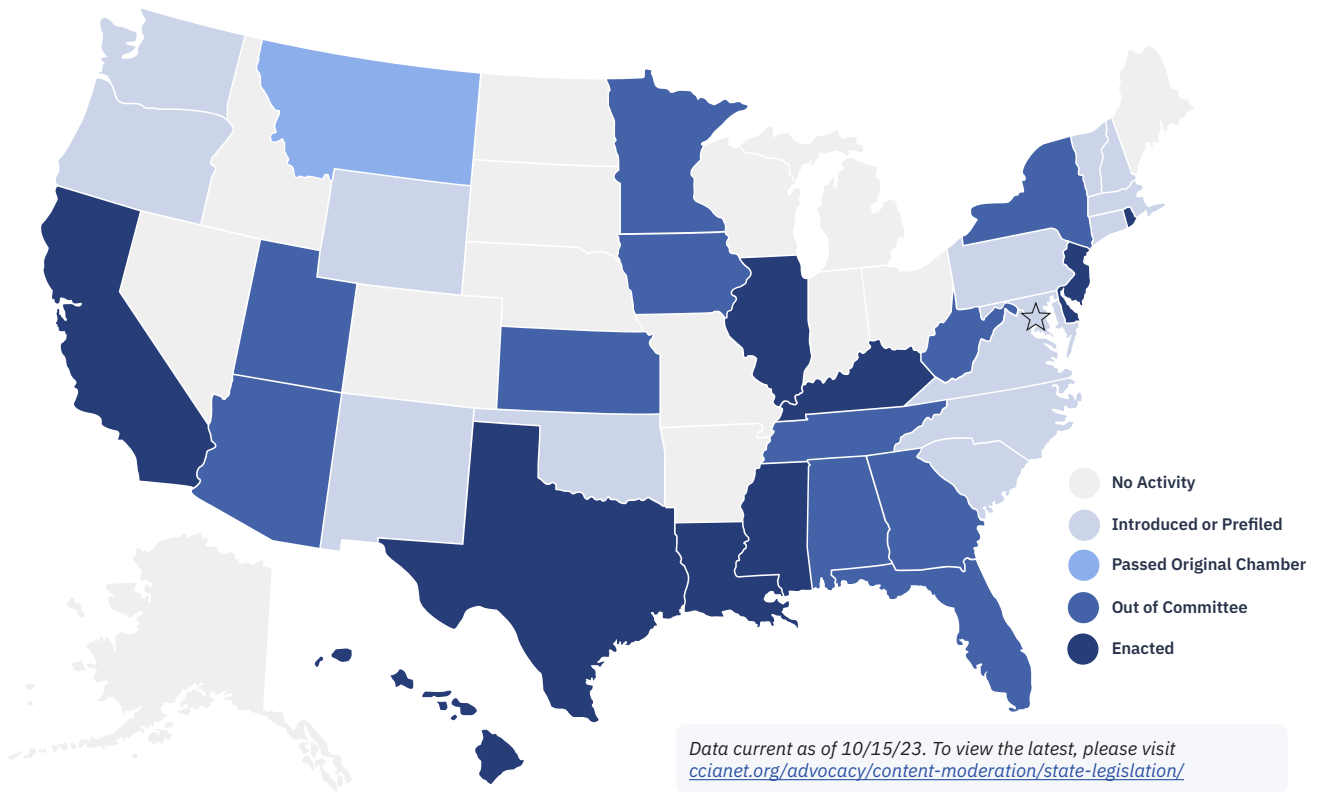 No Activity
Introduced or Prefiled
Passed Original Chamber
Out of Committee
Enacted
Data current as of 10/15/23. To view the latest, please visit
ccianet.org/advocacy/content-moderation/state-legislation/